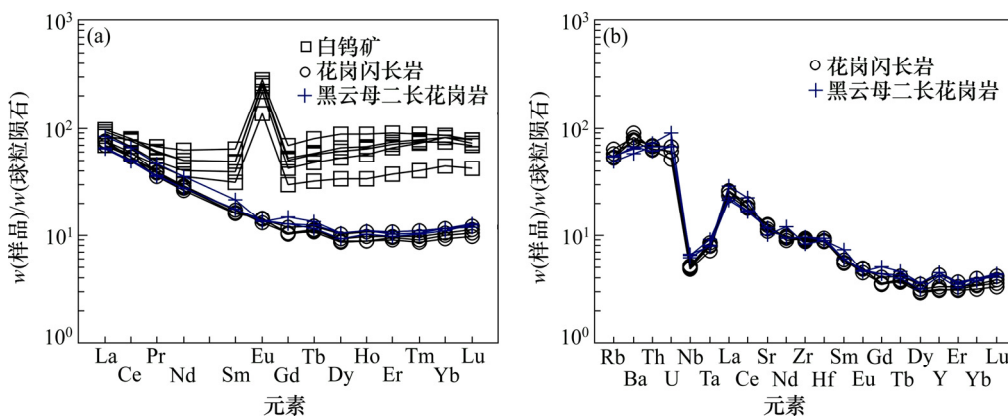 (a)
10³
10²
10¹
10⁰
w(样品)/w(球粒陨石)
白钨矿
花岗闪长岩
黑云母二长花岗岩
La Pr Sm Eu Tb Ho Tm Lu
Ce Nd Gd Dy Er Yb
元素
(b)
10³
10²
10¹
10⁰
w(样品)/w(球粒陨石)
花岗闪长岩
黑云母二长花岗岩
Rb Th Nb La Sr Zr Sm Gd Dy Er Lu
Ba U Ta Ce Nd Hf Eu Tb Y Yb
元素